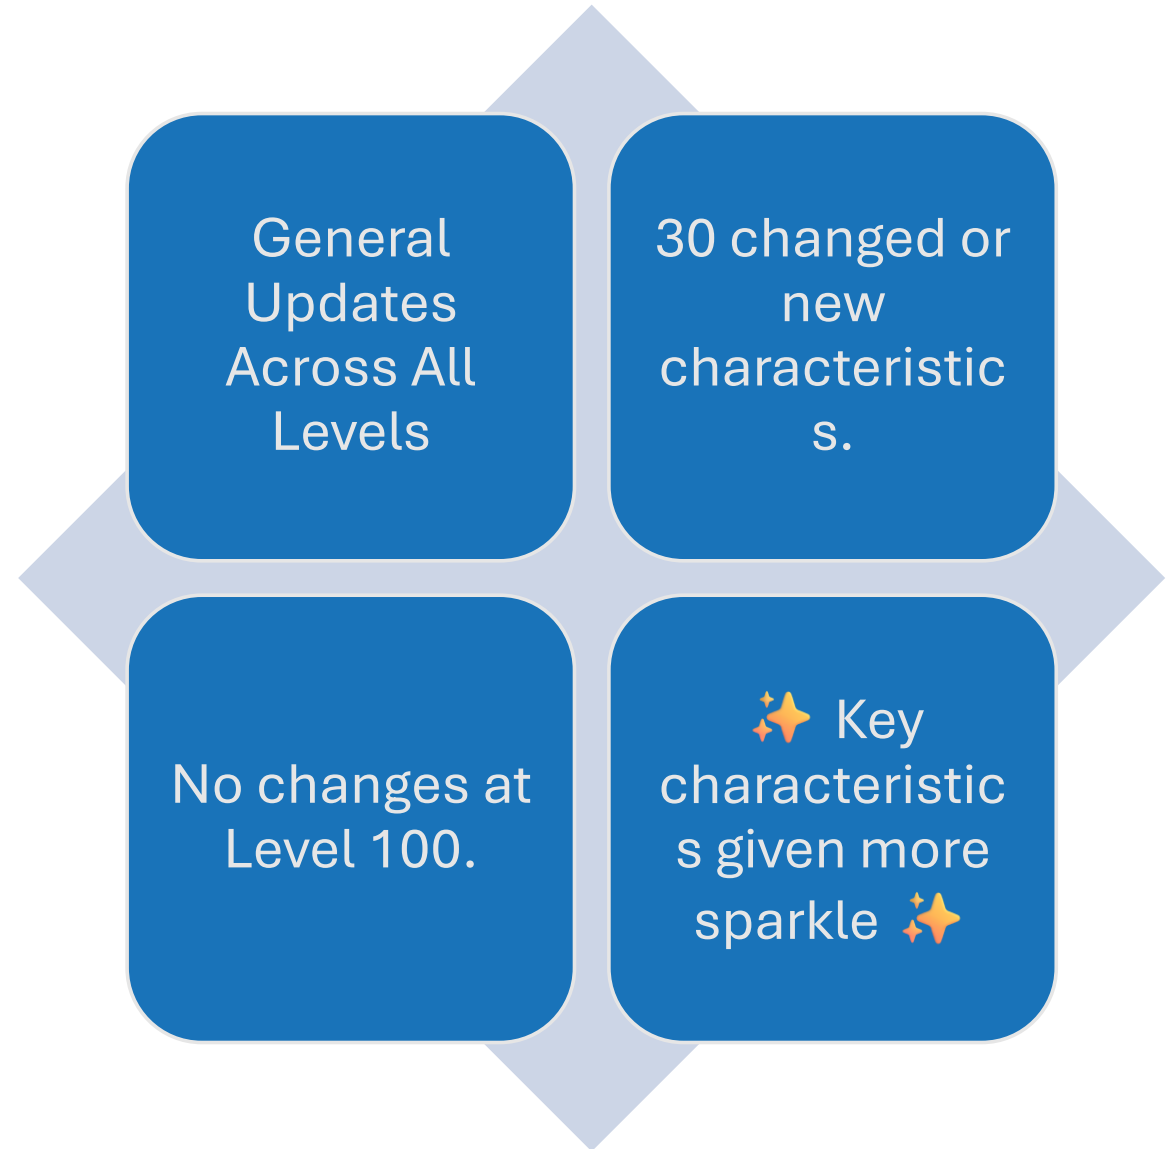 General
Updates
Across All
Levels
30 changed or
new
characteristic
s.
No changes at
Level 100.
✨ Key
characteristic
s given more
sparkle ✨